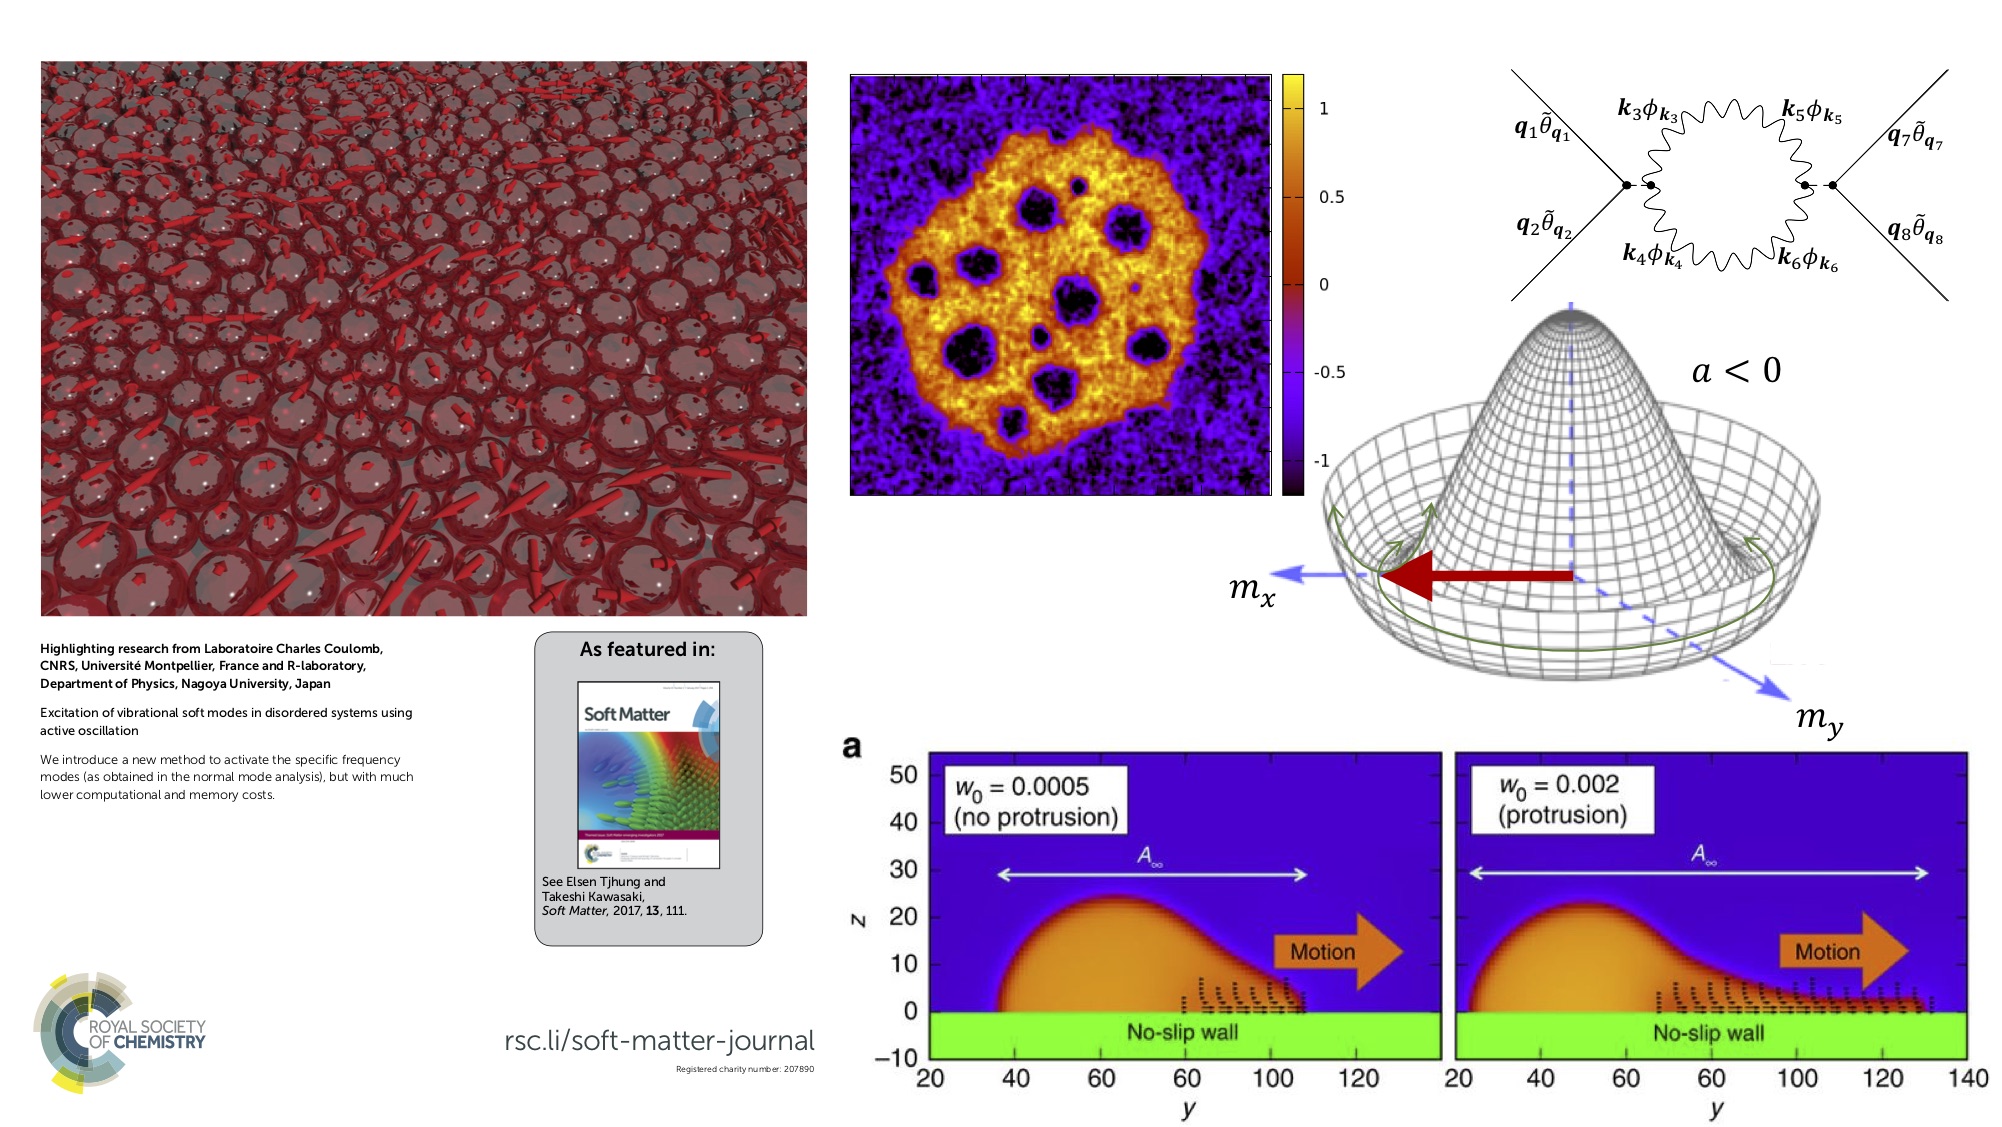 Highlighting research from Laboratoire Charles Coulomb,
CNRS, Université Montpellier, France and R-laboratory,
Department of Physics, Nagoya University, Japan
Excitation of vibrational soft modes in disordered systems using
active oscillation
We introduce a new method to activate the specific frequency
modes (as obtained in the normal mode analysis), but with much
lower computational and memory costs.
As featured in:
Soft Matter
ROYAL SOCIETY
OF CHEMISTRY
See Elsen Tjhung and
Takeshi Kawasaki,
Soft Matter, 2017, 13, 111.
ROYAL SOCIETY
OF CHEMISTRY
rsc.li/soft-matter-journal
Registered charity number: 207890
1
0.5
0
-0.5
-1
q₁θ̃q₁
k₃ϕk₃
k₅ϕk₅
q₇θ̃q₇
q₂θ̃q₂
k₄ϕk₄
k₆ϕk₆
q₈θ̃q₈
a < 0
mₓ
m_y
a
50
40
30
20
10
0
−10
z
w₀ = 0.0005
(no protrusion)
A∞
Motion
No-slip wall
20 40 60 60 100 120
y
w₀ = 0.002
(protrusion)
A∞
Motion
No-slip wall
20 40 60 80 100 120 140
y